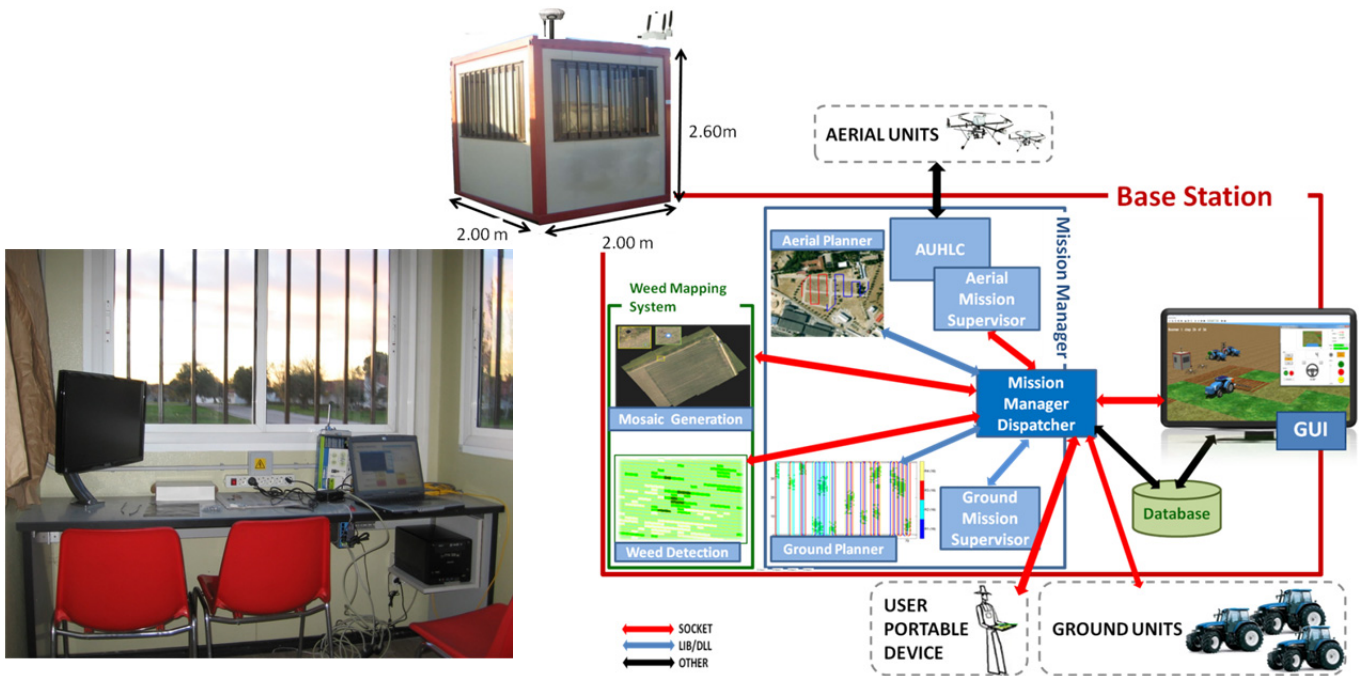 2.60m
2.00 m
2.00 m
AERIAL UNITS
Base Station
Mission Manager
Aerial Planner
AUHLC
Aerial
Mission
Supervisor
Weed Mapping
System
Mosaic Generation
Mission
Manager
Dispatcher
GUI
Weed Detection
Ground Planner
Ground
Mission
Supervisor
Database
USER
PORTABLE
DEVICE
GROUND UNITS
SOCKET
LIB/DLL
OTHER